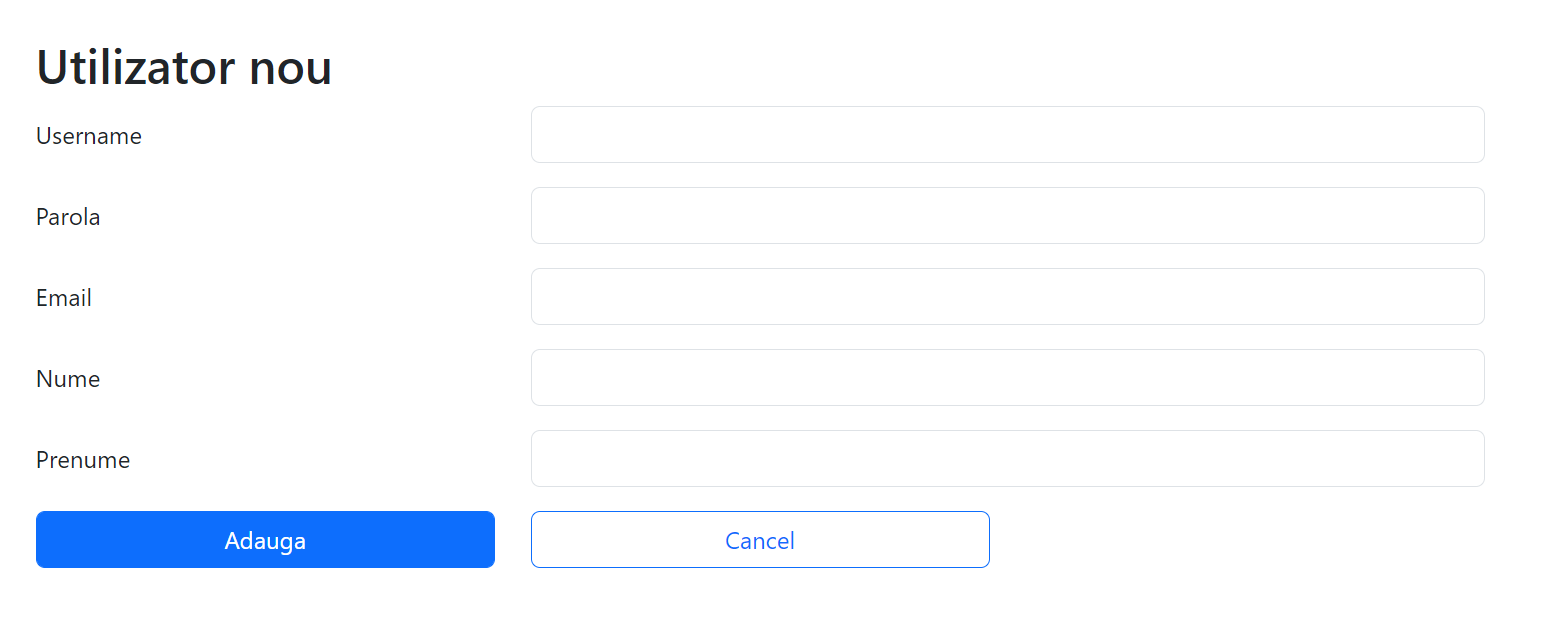 Utilizator nou
Username
Parola
Email
Nume
Prenume
Adauga
Cancel